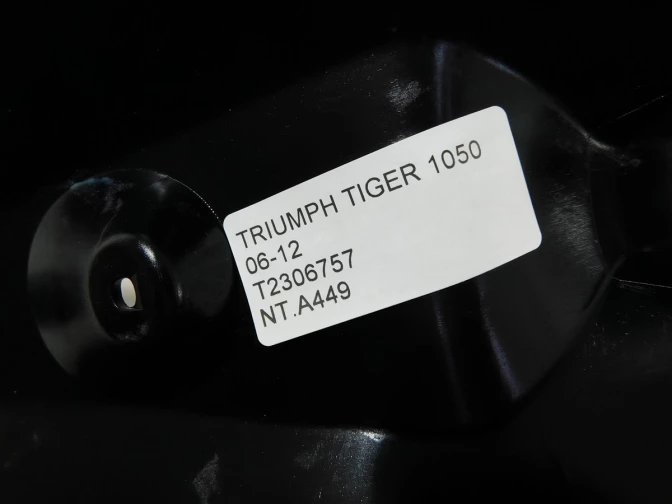 TRIUMPH TIGER 1050
06-12
T2306757
NT.A449